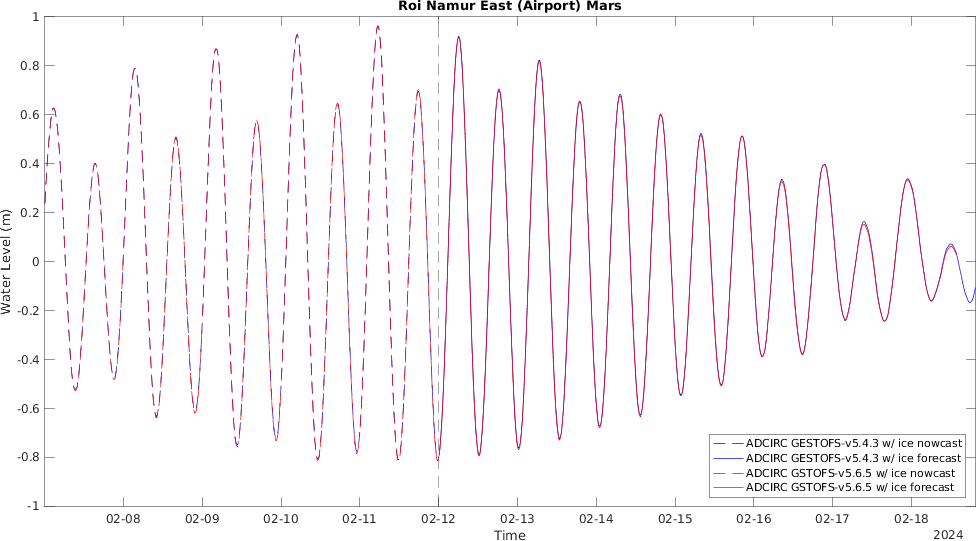 Roi Namur East (Airport) Mars
1
0.8
0.6
0.4
0.2
0
-0.2
-0.4
-0.6
-0.8
-1
Water Level (m)
02-08 02-09 02-10 02-11 02-12 02-13 02-14 02-15 02-16 02-17 02-18
Time
2024
ADCIRC GESTOFS-v5.4.3 w/ ice nowcast
ADCIRC GESTOFS-v5.4.3 w/ ice forecast
ADCIRC GSTOFS-v5.6.5 w/ ice nowcast
ADCIRC GSTOFS-v5.6.5 w/ ice forecast